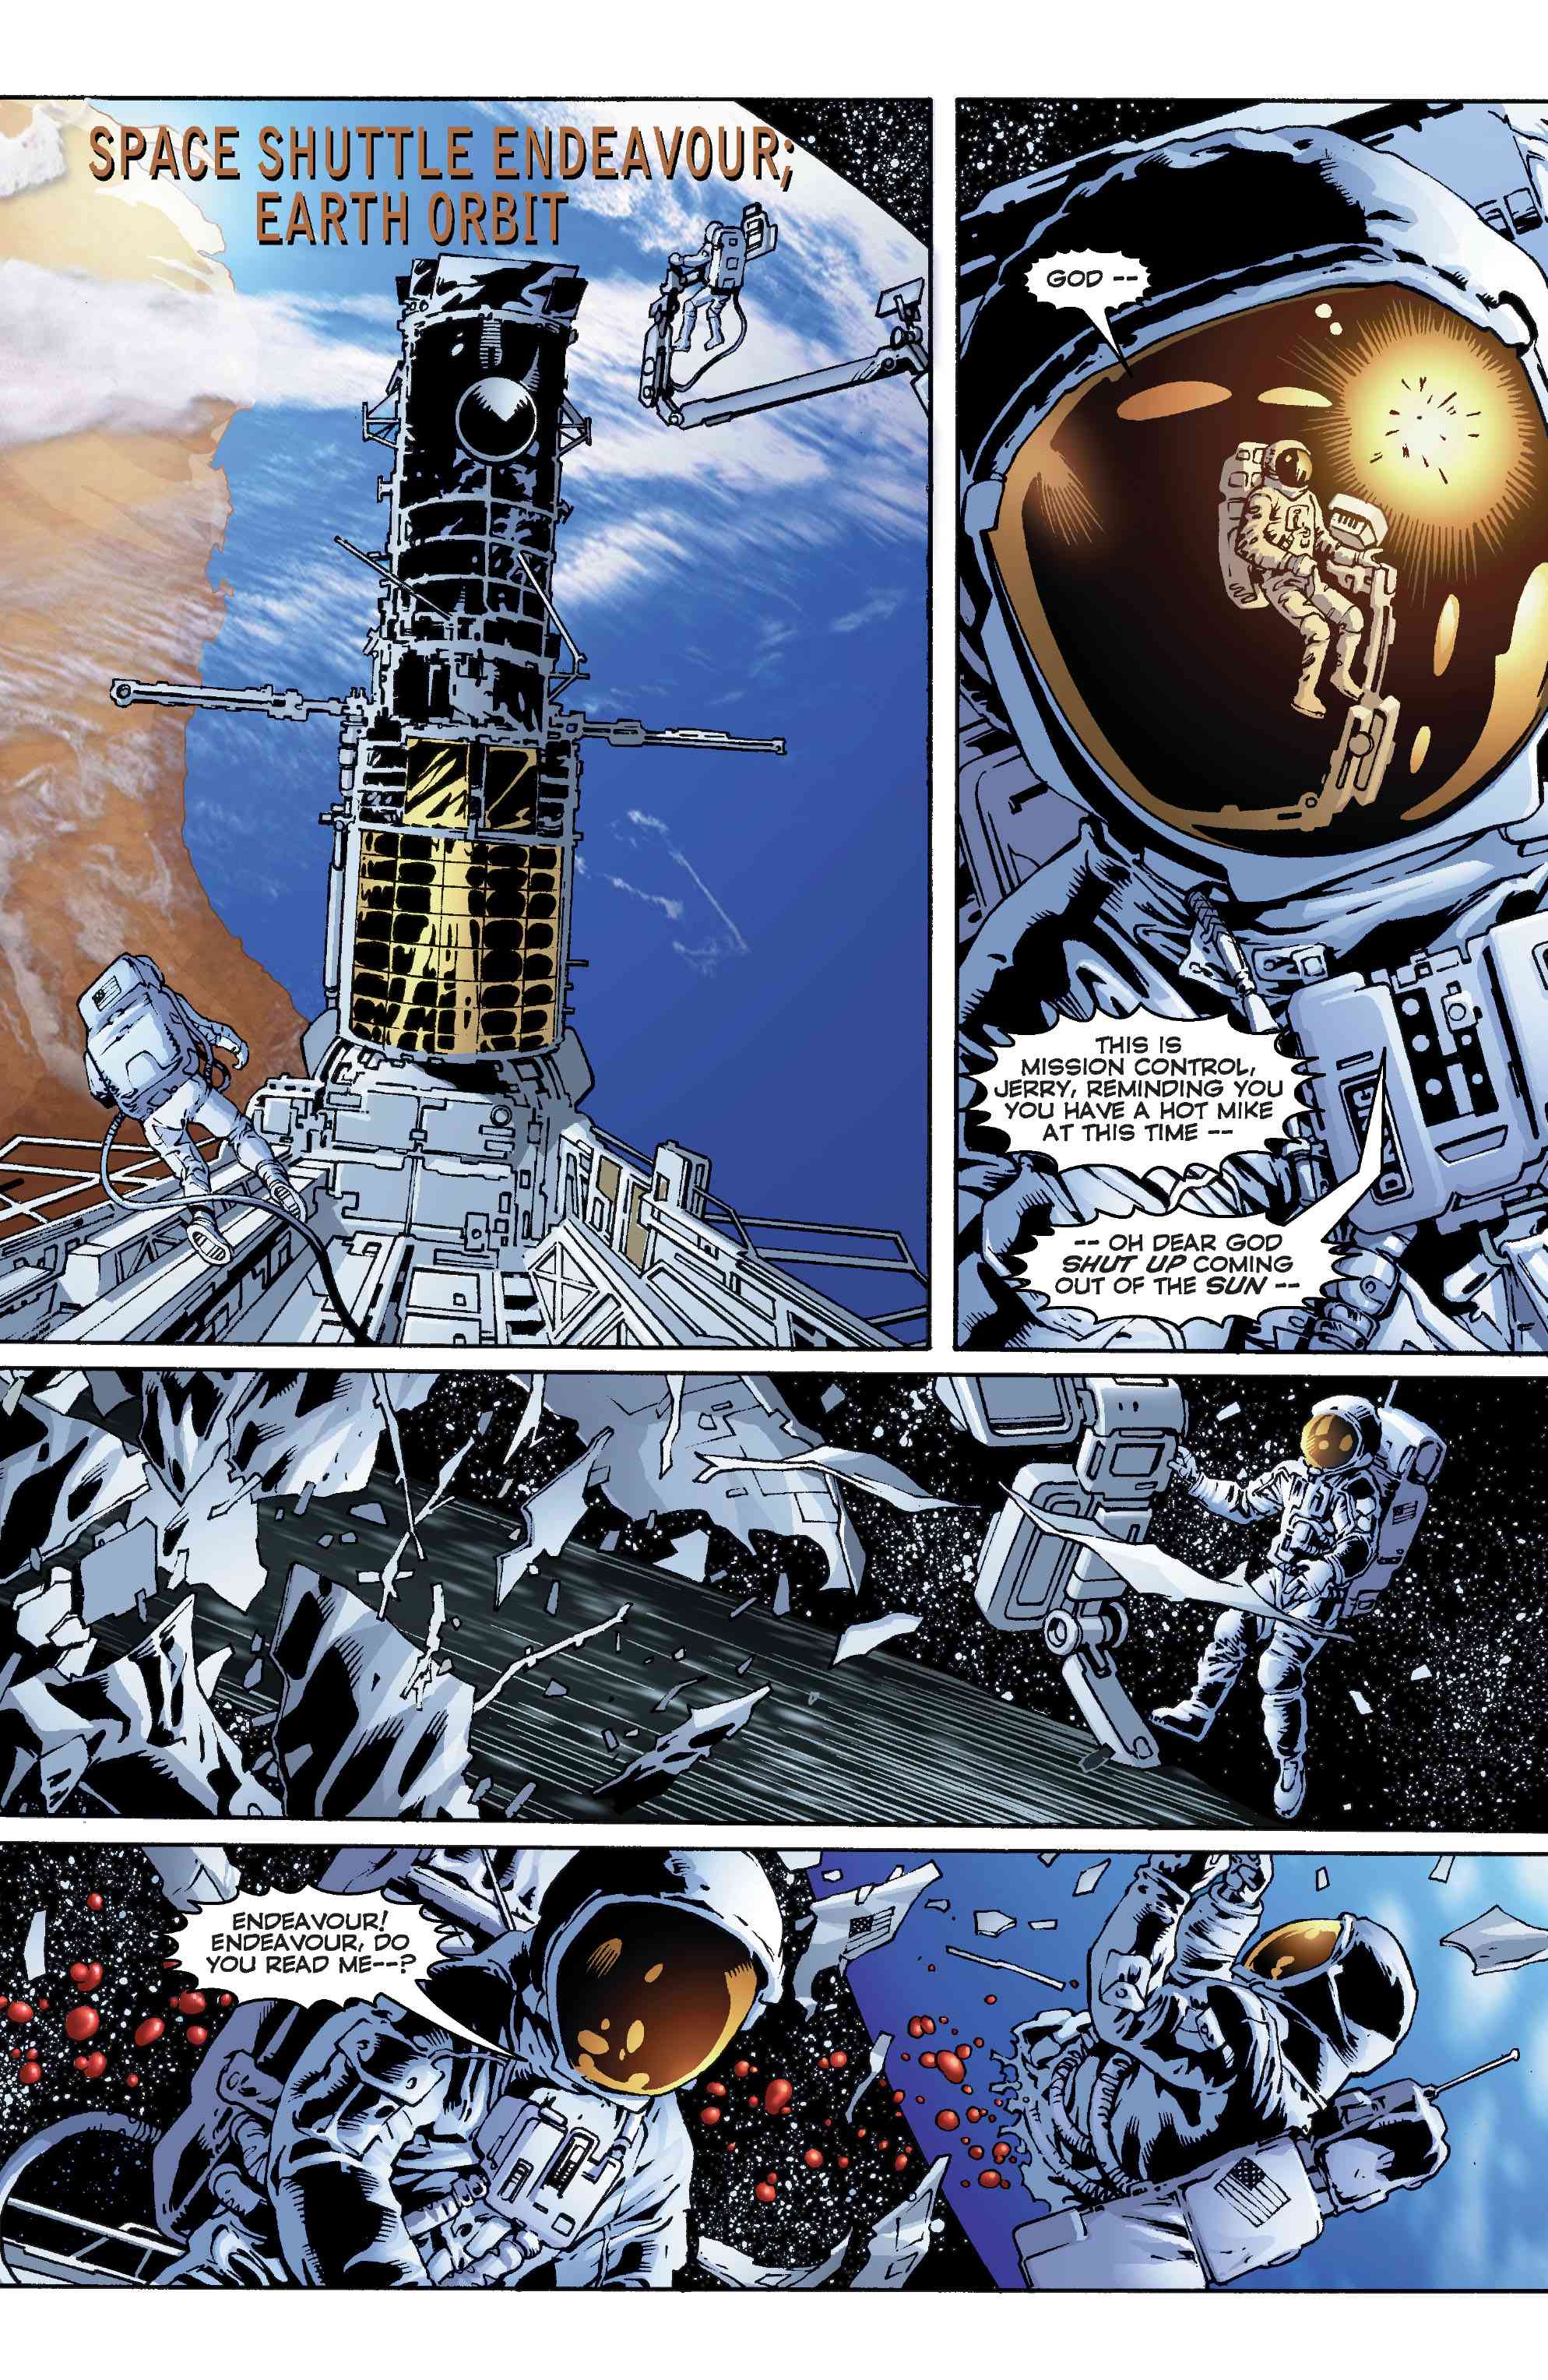 SPACE SHUTTLE ENDEAVOUR;
EARTH ORBIT
GOD --
THIS IS
MISSION CONTROL,
JERRY, REMINDING YOU
YOU HAVE A HOT MIKE
AT THIS TIME --
-- OH DEAR GOD
SHUT UP COMING
OUT OF THE SUN --
ENDEAVOUR!
ENDEAVOUR, DO
YOU READ ME--?